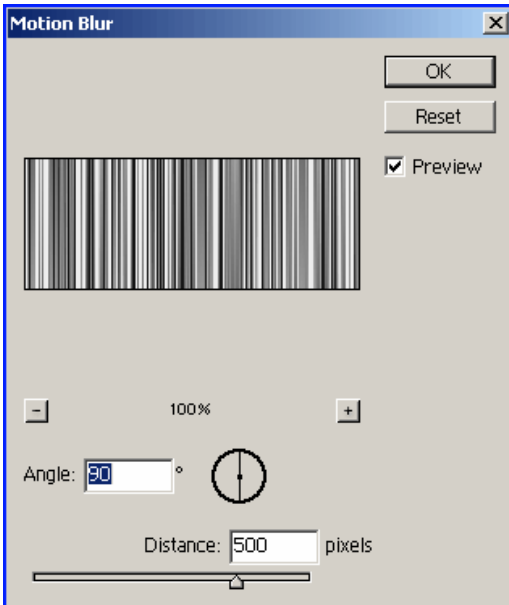 Motion Blur
OK
Reset
Preview
- 100% +
Angle: 90 °
Distance: 500 pixels